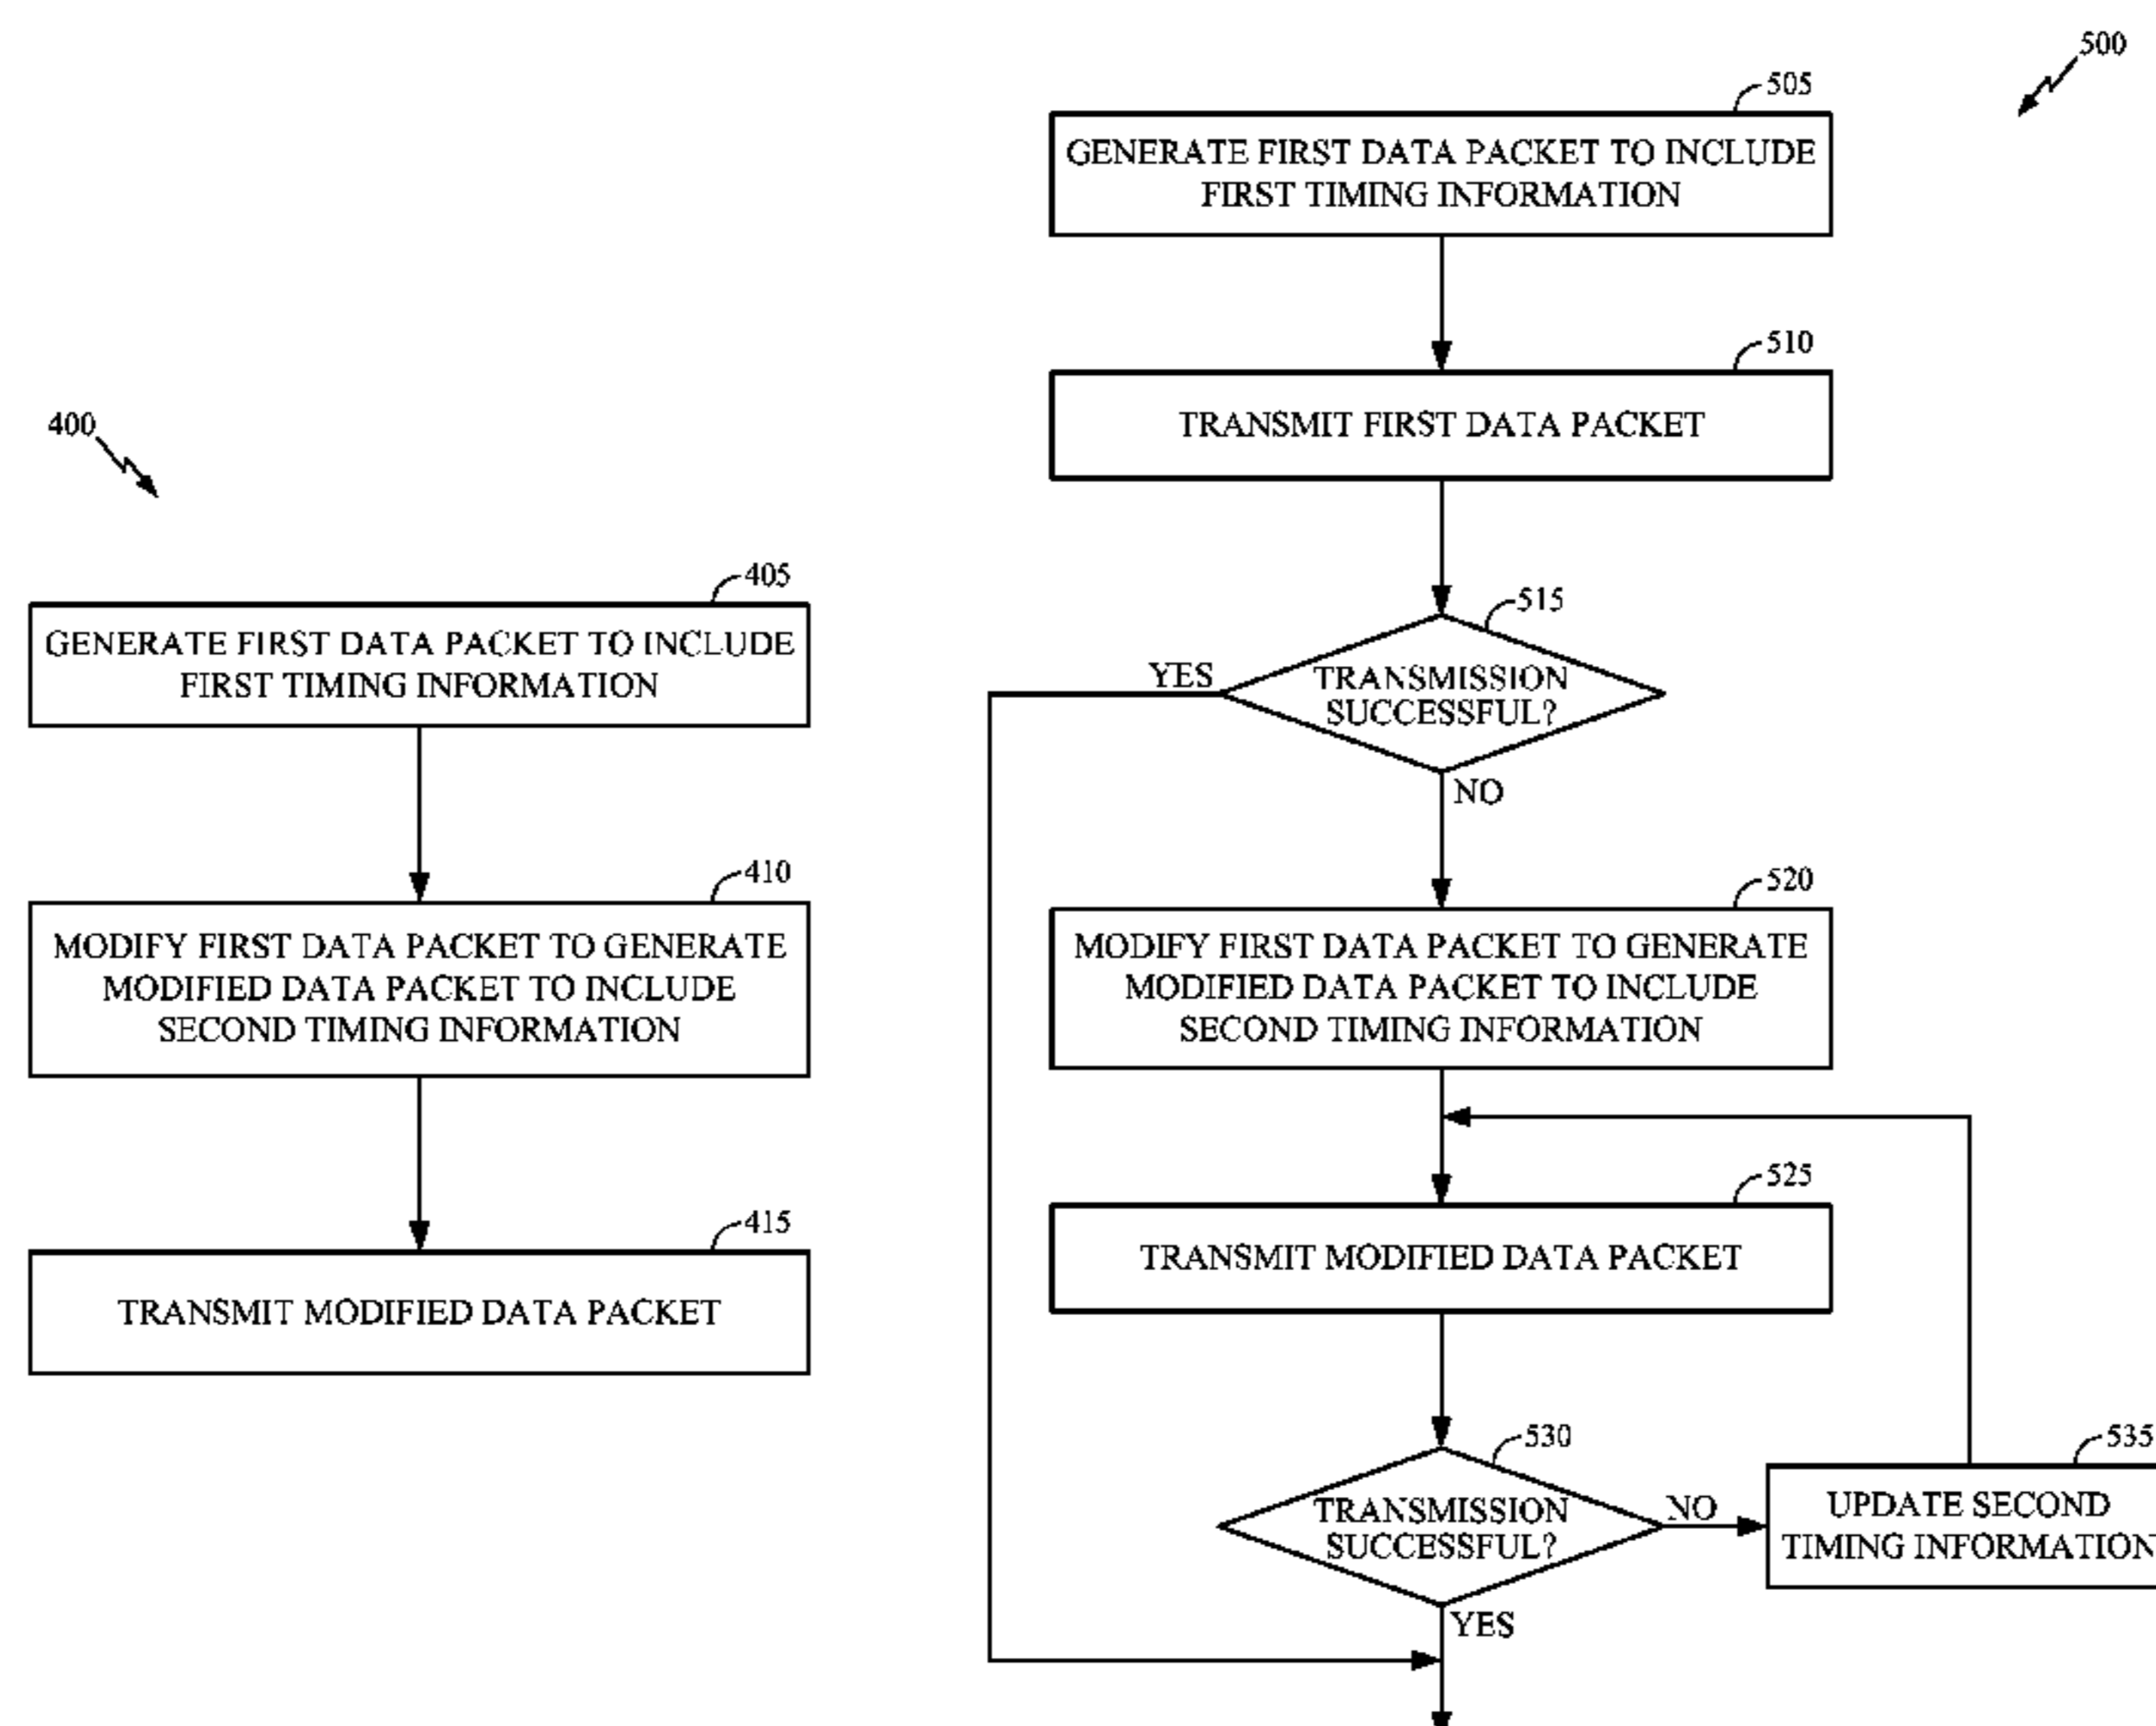 400
405
GENERATE FIRST DATA PACKET TO INCLUDE
FIRST TIMING INFORMATION
410
MODIFY FIRST DATA PACKET TO GENERATE
MODIFIED DATA PACKET TO INCLUDE
SECOND TIMING INFORMATION
415
TRANSMIT MODIFIED DATA PACKET
500
505
GENERATE FIRST DATA PACKET TO INCLUDE
FIRST TIMING INFORMATION
510
TRANSMIT FIRST DATA PACKET
515
TRANSMISSION
SUCCESSFUL?
YES
NO
520
MODIFY FIRST DATA PACKET TO GENERATE
MODIFIED DATA PACKET TO INCLUDE
SECOND TIMING INFORMATION
525
TRANSMIT MODIFIED DATA PACKET
530
TRANSMISSION
SUCCESSFUL?
NO
YES
535
UPDATE SECOND
TIMING INFORMATION